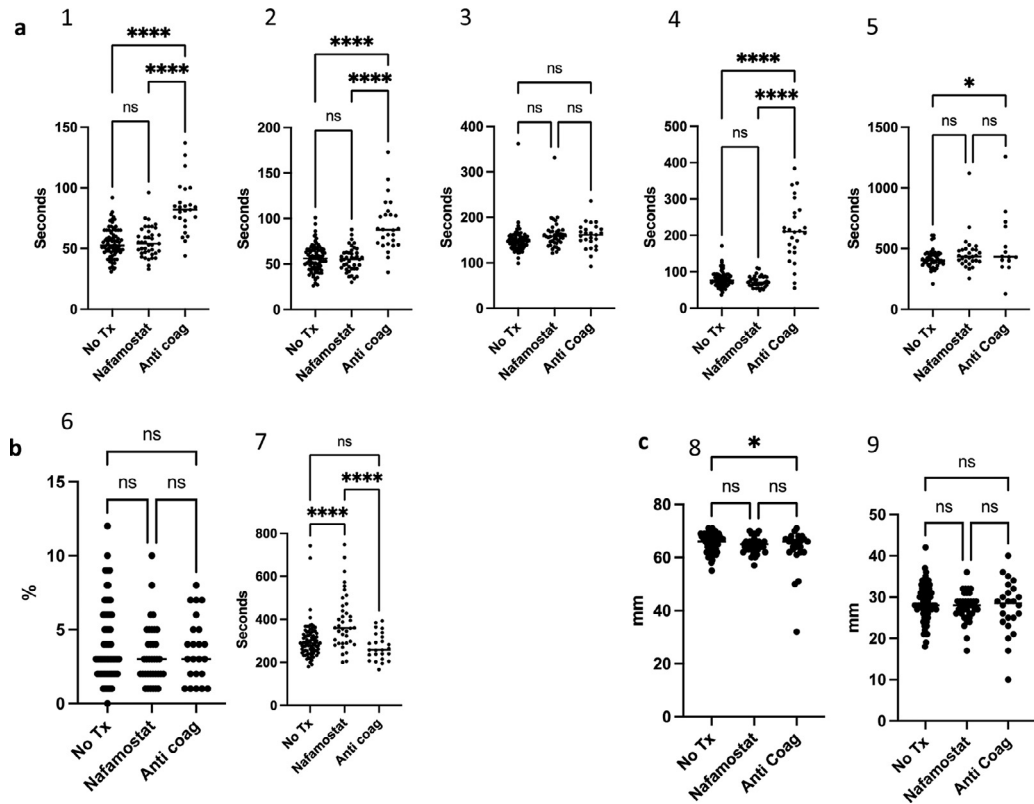 a
1
****
****
ns
Seconds
150
100
50
0
No Tx
Nafamostat
Anti coag
2
****
****
ns
Seconds
200
150
100
50
0
No Tx
Nafamostat
Anti coag
3
ns
ns
ns
Seconds
400
300
200
100
0
No Tx
Nafamostat
Anti Coag
4
****
****
ns
Seconds
500
400
300
200
100
0
No Tx
Nafamostat
Anti coag
5
*
ns
ns
Seconds
1500
1000
500
0
No Tx
Nafamostat
Anti Coag
b
6
ns
ns
ns
%
15
10
5
0
No Tx
Nafamostat
Anti coag
7
ns
****
****
Seconds
800
600
400
200
0
No Tx
Nafamostat
Anti coag
c
8
*
ns
ns
mm
80
60
40
20
0
No Tx
Nafamostat
Anti Coag
9
ns
ns
ns
mm
50
40
30
20
10
0
No Tx
Nafamostat
Anti Coag